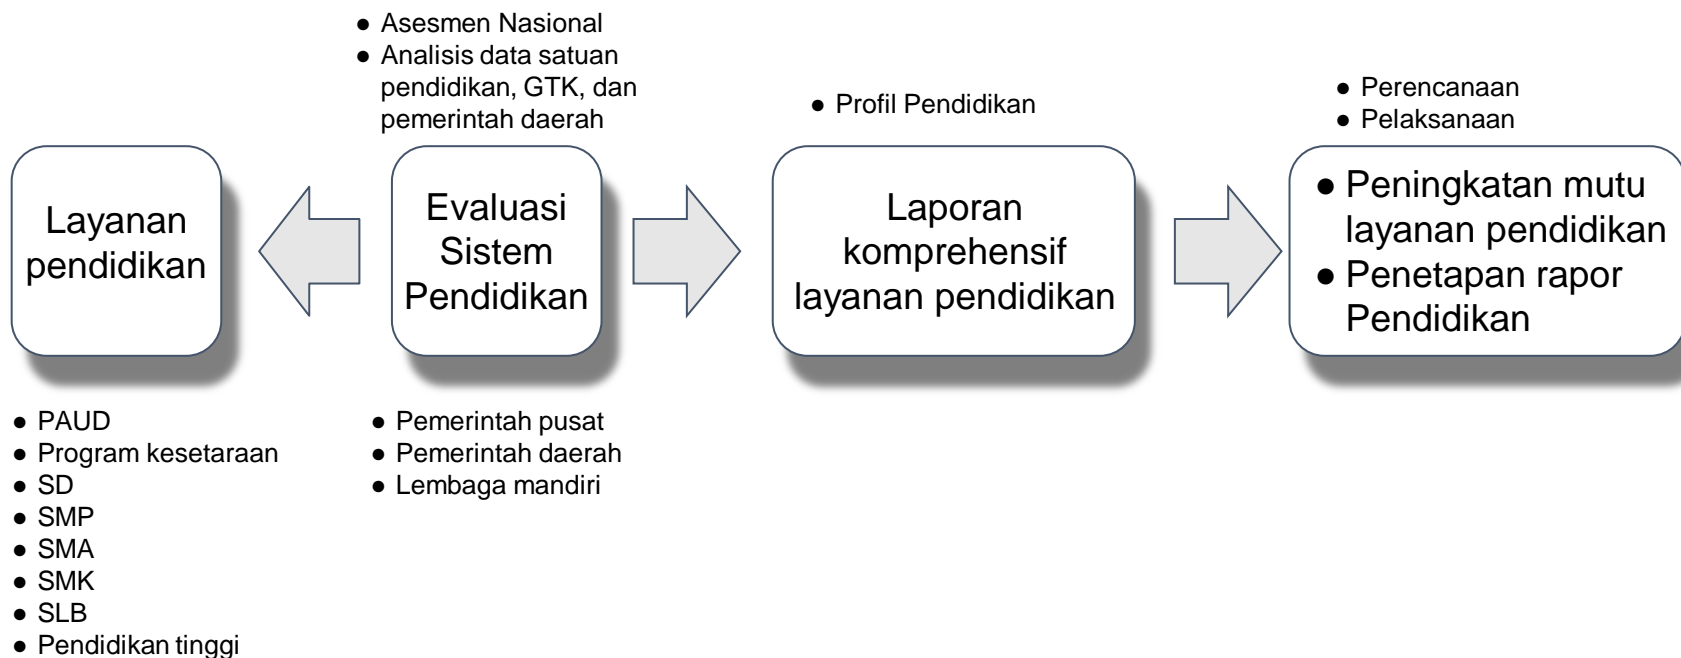 ● Asesmen Nasional
● Analisis data satuan
pendidikan, GTK, dan
pemerintah daerah
● Profil Pendidikan
● Perencanaan
● Pelaksanaan
Layanan
pendidikan
Evaluasi
Sistem
Pendidikan
Laporan
komprehensif
layanan pendidikan
● Peningkatan mutu
layanan pendidikan
● Penetapan rapor
Pendidikan
● PAUD
● Program kesetaraan
● SD
● SMP
● SMA
● SMK
● SLB
● Pendidikan tinggi
● Pemerintah pusat
● Pemerintah daerah
● Lembaga mandiri